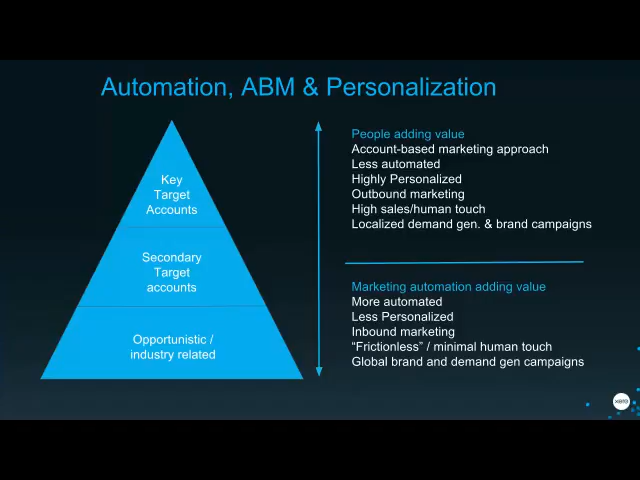 Automation, ABM & Personalization
Key
Target
Accounts
Secondary
Target
accounts
Opportunistic /
industry related
People adding value
Account-based marketing approach
Less automated
Highly Personalized
Outbound marketing
High sales/human touch
Localized demand gen. & brand campaigns
Marketing automation adding value
More automated
Less Personalized
Inbound marketing
“Frictionless” / minimal human touch
Global brand and demand gen campaigns
xero